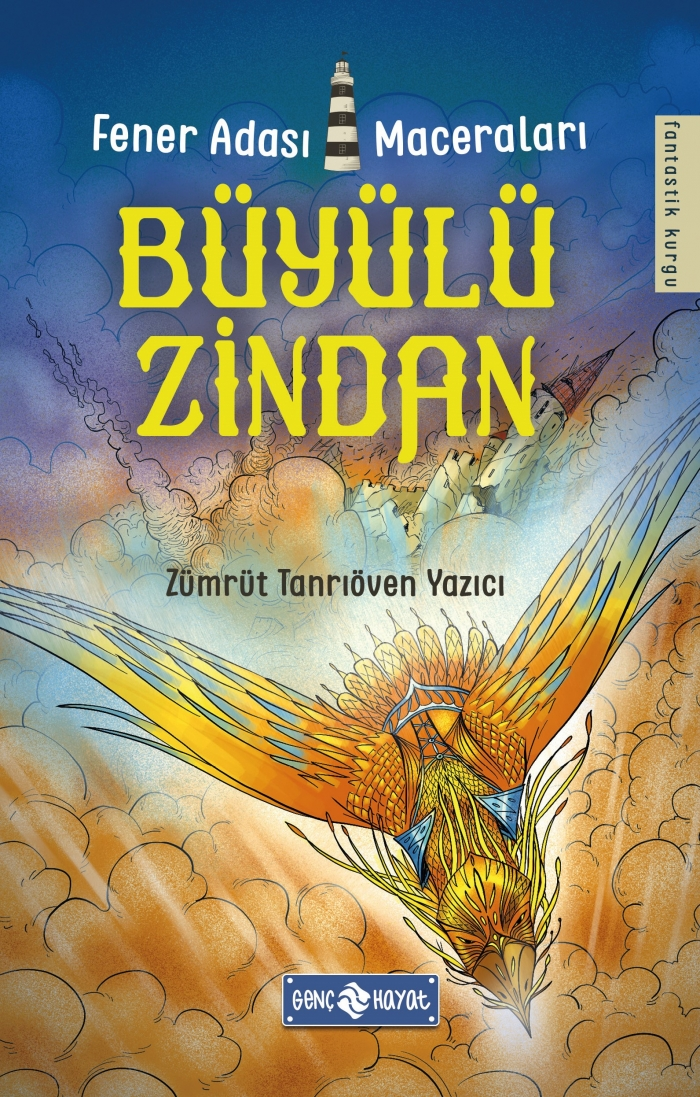 Fener Adası Maceraları
fantastik kurgu
BÜYÜLÜ
ZİNDAN
Zümrüt Tanrıöven Yazıcı
GENÇ HAYAT